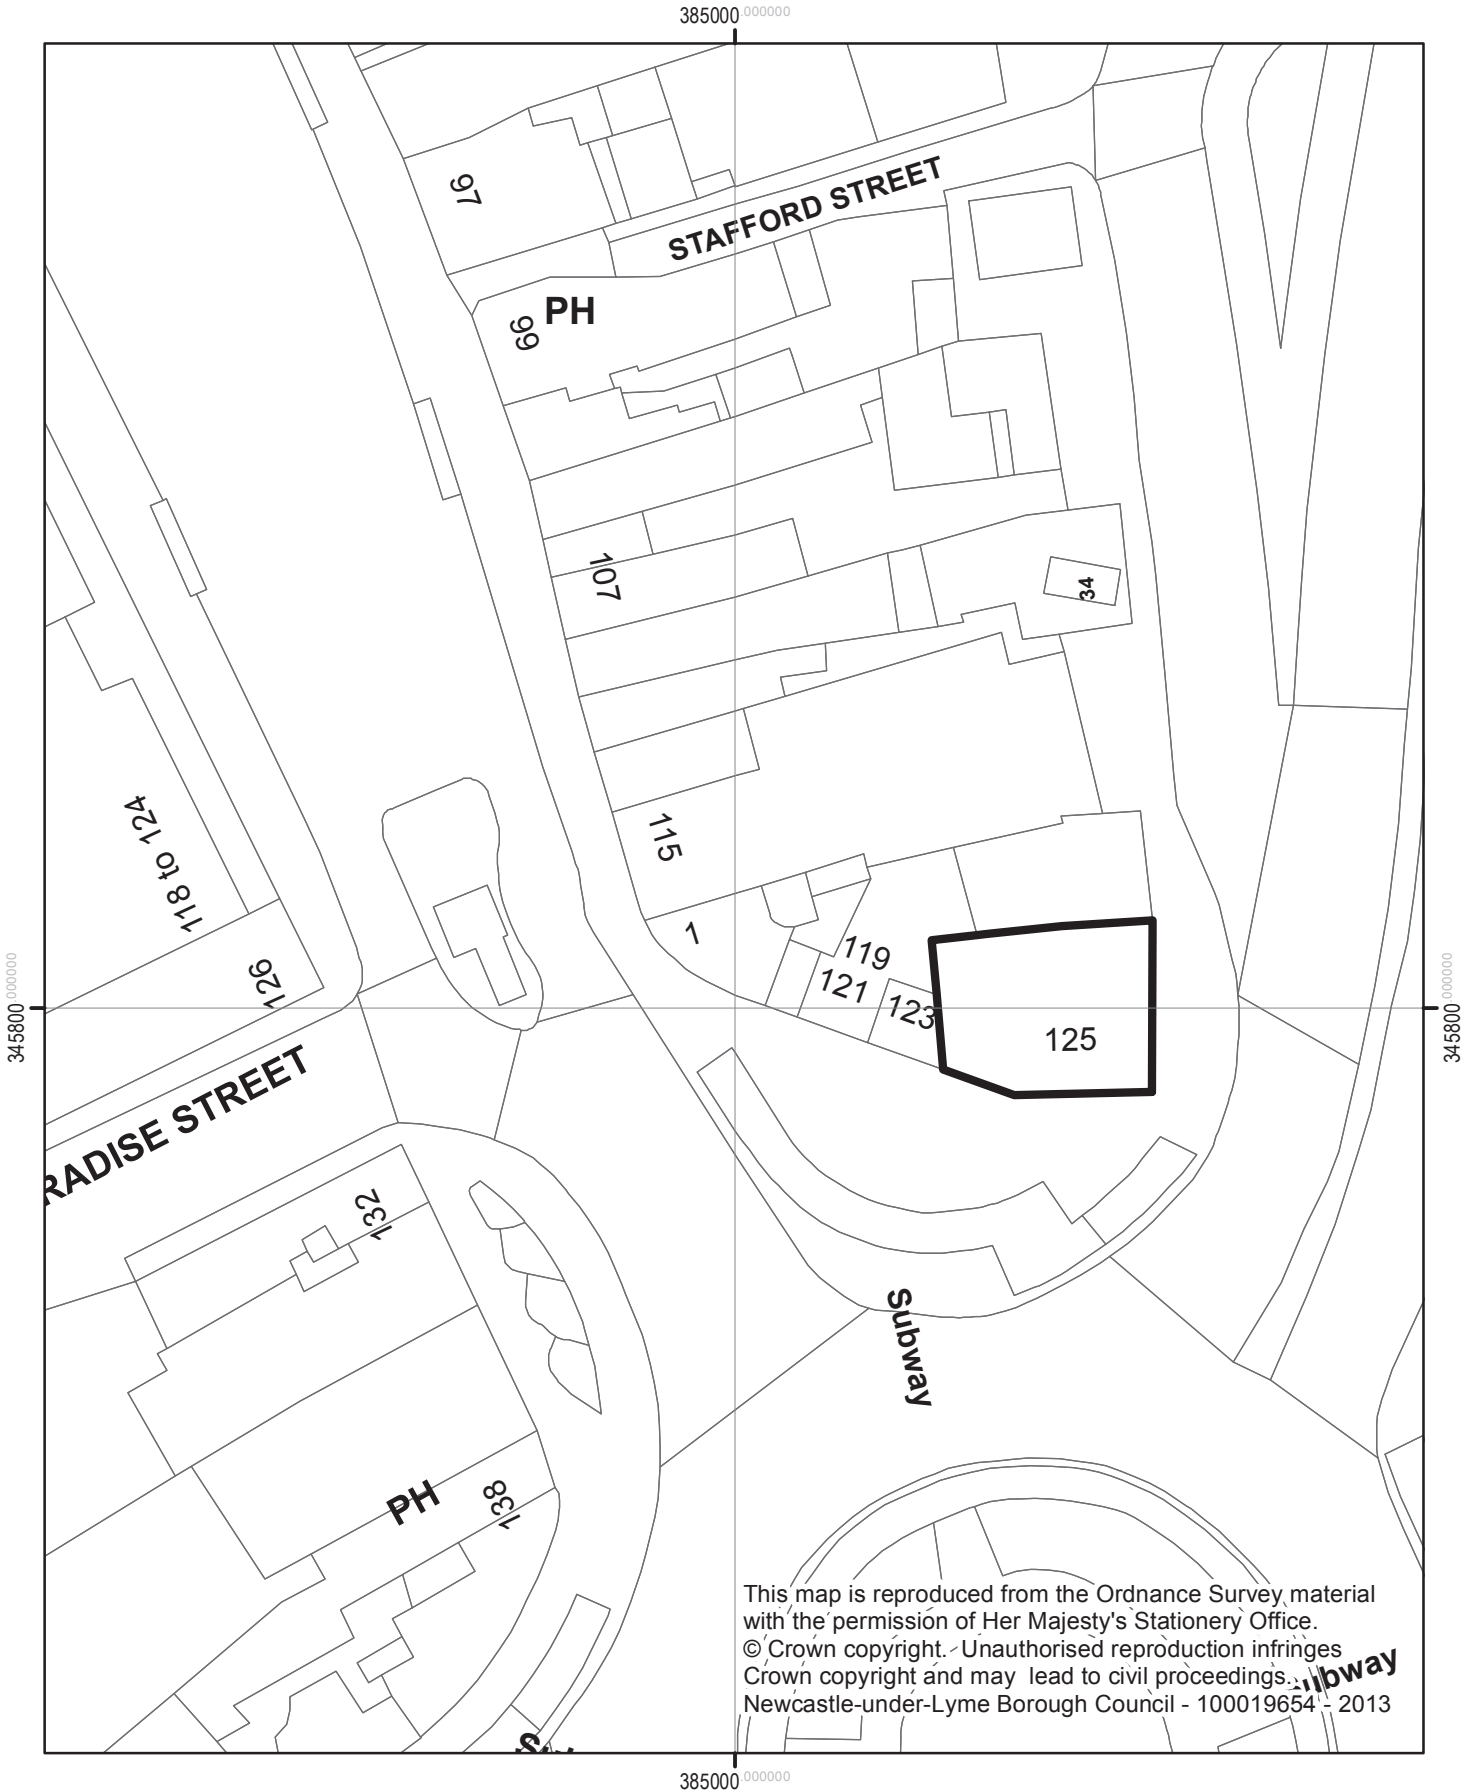 385000.000000
97
STAFFORD STREET
PH
99
107
34
115
118 to 124
1
119
121
123
125
126
345800.000000
345800.000000
RADISE STREET
132
Subway
PH
138
This map is reproduced from the Ordnance Survey material
with the permission of Her Majesty's Stationery Office.
© Crown copyright. Unauthorised reproduction infringes
Crown copyright and may lead to civil proceedings.
ubway
Newcastle-under-Lyme Borough Council - 100019654 - 2013
385000.000000